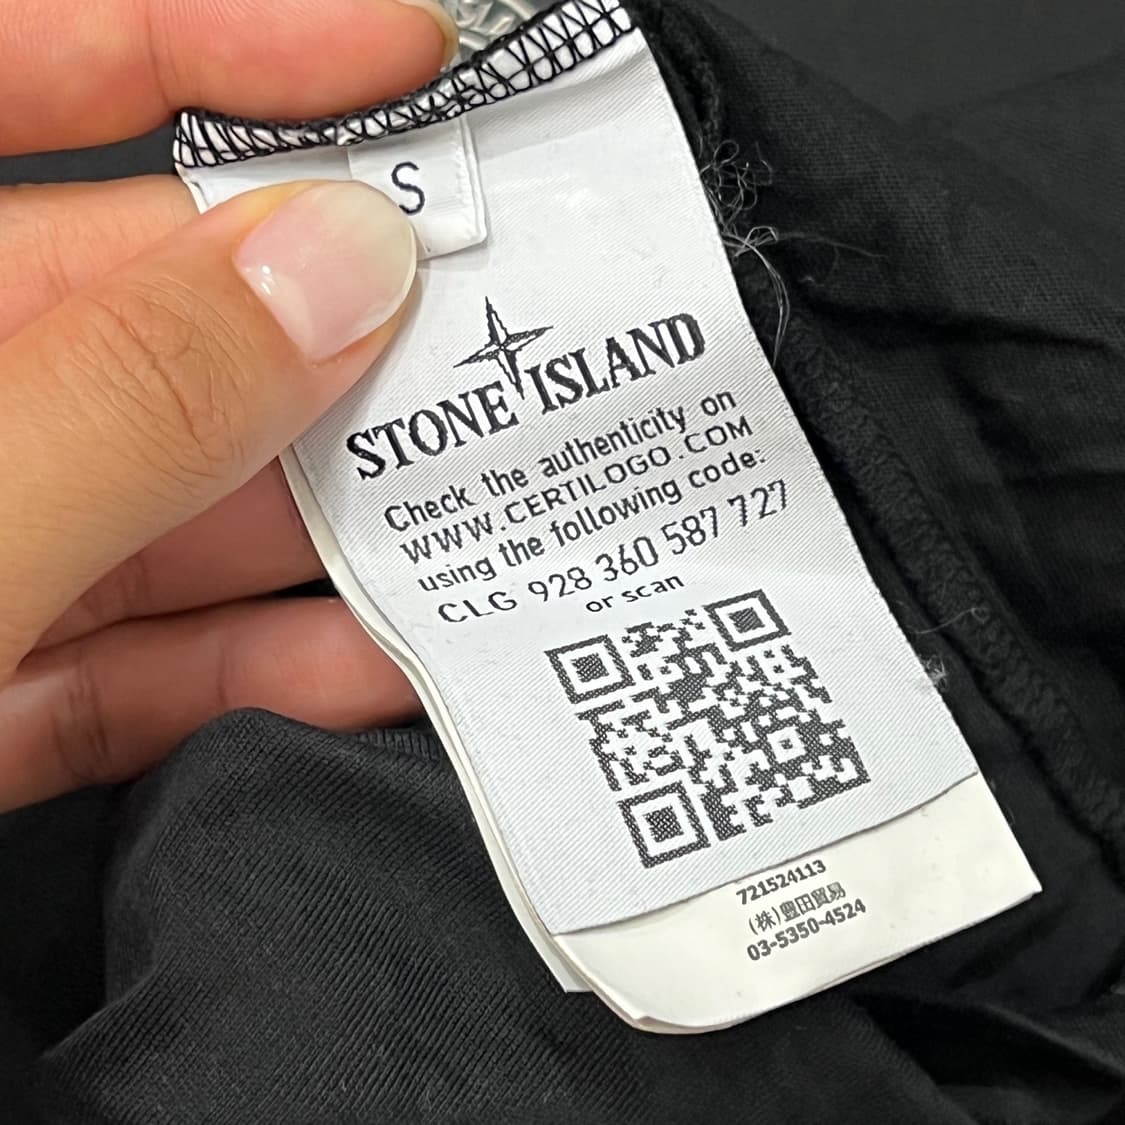 S
STONE ISLAND
Check the authenticity on
WWW.CERTILOGO.COM
using the following code:
CLG 928 360 587 727
or scan
721524113
(株)豊田貿易
03-5350-4524